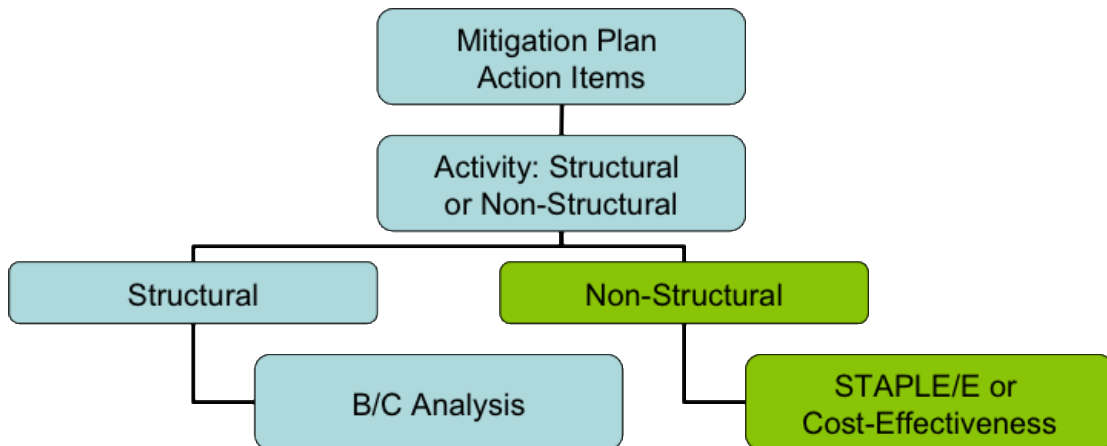 Mitigation Plan
Action Items
Activity: Structural
or Non-Structural
Structural
Non-Structural
B/C Analysis
STAPLE/E or
Cost-Effectiveness